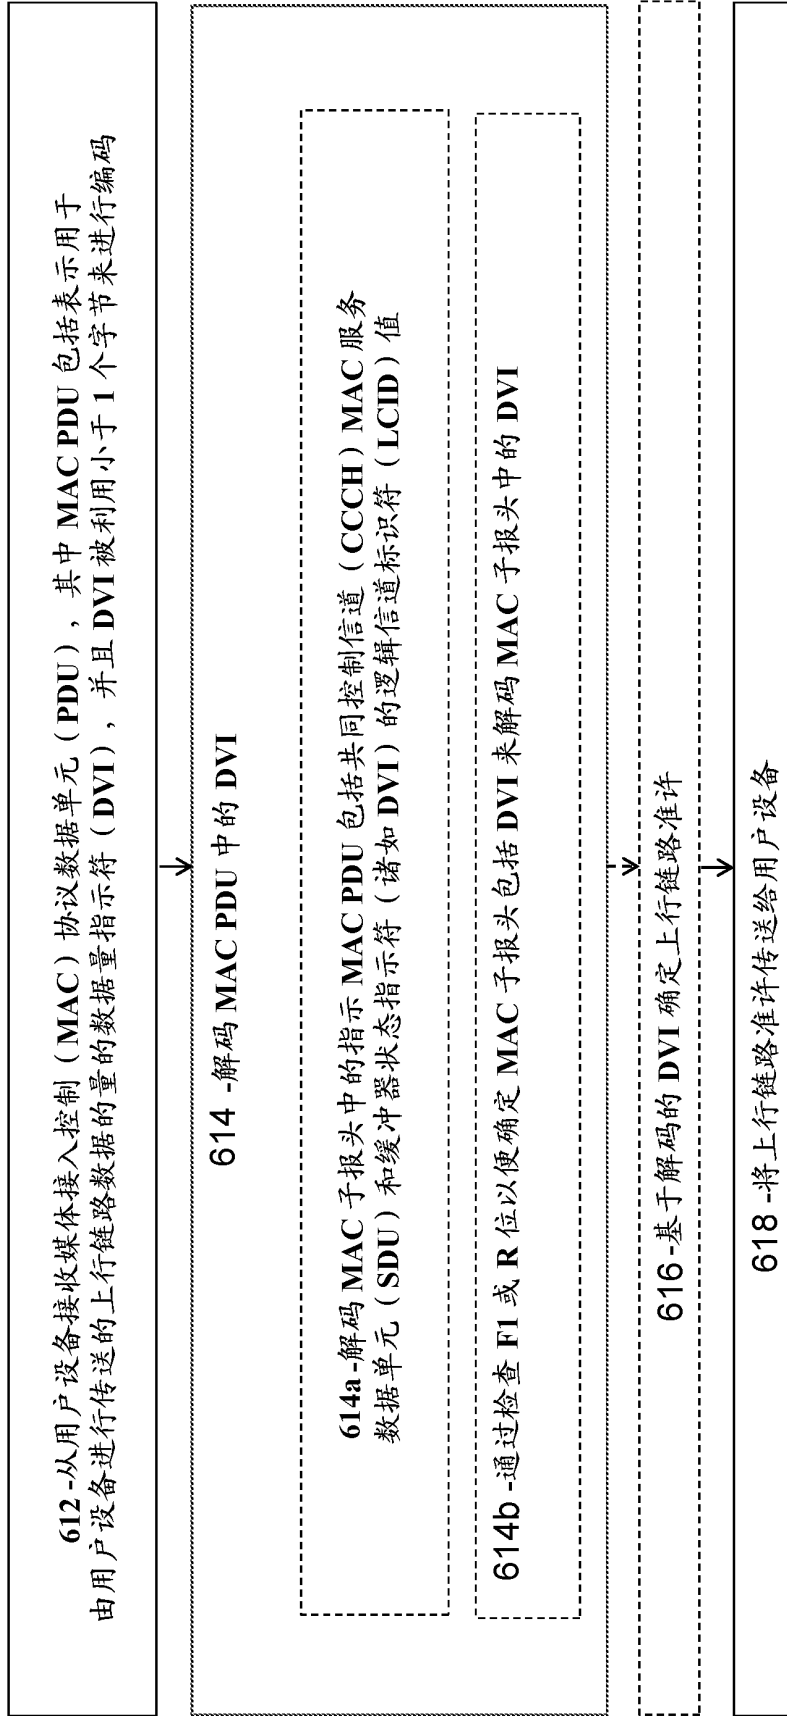 612 -从用户设备接收媒体接入控制（MAC）协议数据单元（PDU），其中 MAC PDU 包括表示用于
由用户设备进行传送的上行链路数据的量的数据量指示符（DVI），并且 DVI 被利用小于 1 个字节来进行编码
614 -解码 MAC PDU 中的 DVI
614a -解码 MAC 子报头中的指示 MAC PDU 包括共同控制信道（CCCH）MAC 服务
数据单元（SDU）和缓冲器状态指示符（诸如 DVI）的逻辑信道标识符（LCID）值
614b -通过检查 F1 或 R 位以便确定 MAC 子报头包括 DVI 来解码 MAC 子报头中的 DVI
616 -基于解码的 DVI 确定上行链路准许
618 -将上行链路准许传送给用户设备